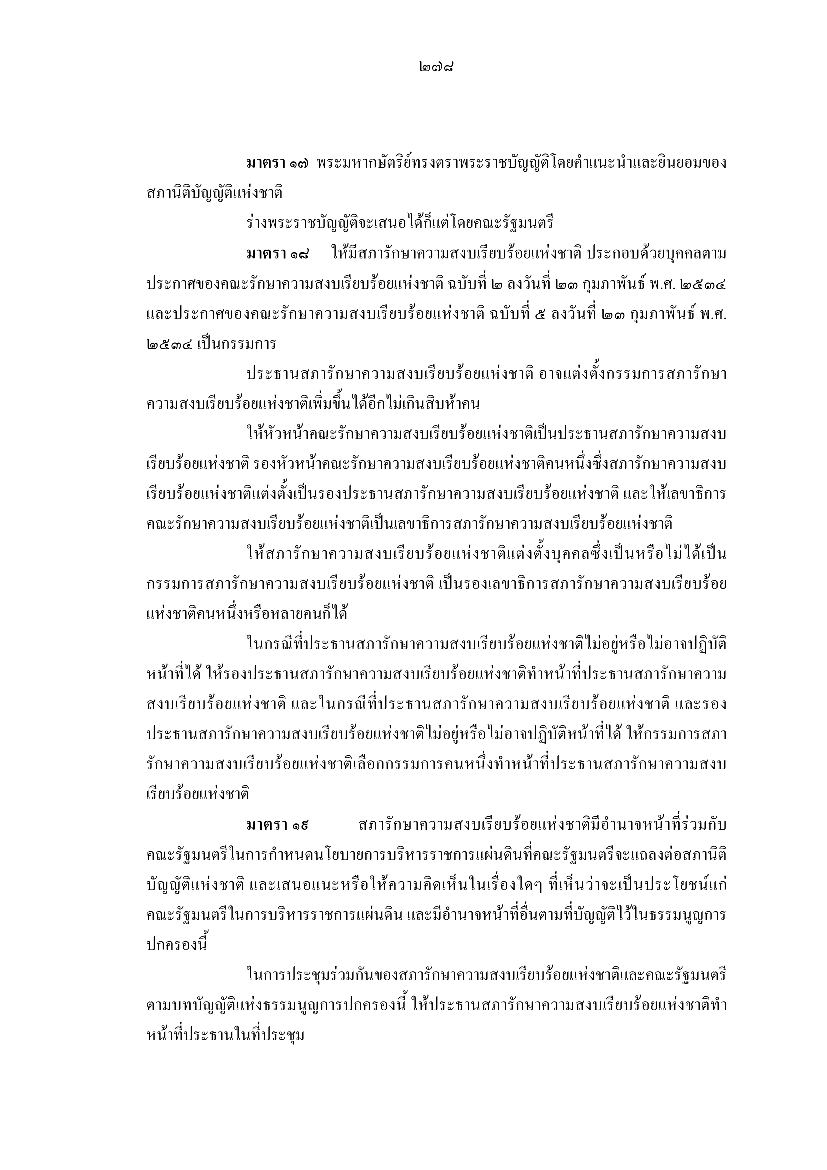 ๒๗๘
มาตรา ๑๗ พระมหากษัตริย์ทรงตราพระราชบัญญัติโดยคำแนะนำและยินยอมของ
สภานิติบัญญัติแห่งชาติ
ร่างพระราชบัญญัติจะเสนอได้ก็แต่โดยคณะรัฐมนตรี
มาตรา ๑๘ ให้มีสภารักษาความสงบเรียบร้อยแห่งชาติ ประกอบด้วยบุคคลตาม
ประกาศของคณะรักษาความสงบเรียบร้อยแห่งชาติ ฉบับที่ ๒ ลงวันที่ ๒๓ กุมภาพันธ์ พ.ศ. ๒๕๓๔
และประกาศของคณะรักษาความสงบเรียบร้อยแห่งชาติ ฉบับที่ ๕ ลงวันที่ ๒๓ กุมภาพันธ์ พ.ศ.
๒๕๓๔ เป็นกรรมการ
ประธานสภารักษาความสงบเรียบร้อยแห่งชาติ อาจแต่งตั้งกรรมการสภารักษา
ความสงบเรียบร้อยแห่งชาติเพิ่มขึ้นได้อีกไม่เกินสิบห้าคน
ให้หัวหน้าคณะรักษาความสงบเรียบร้อยแห่งชาติเป็นประธานสภารักษาความสงบ
เรียบร้อยแห่งชาติ รองหัวหน้าคณะรักษาความสงบเรียบร้อยแห่งชาติคนหนึ่งซึ่งสภารักษาความสงบ
เรียบร้อยแห่งชาติแต่งตั้งเป็นรองประธานสภารักษาความสงบเรียบร้อยแห่งชาติ และให้เลขาธิการ
คณะรักษาความสงบเรียบร้อยแห่งชาติเป็นเลขาธิการสภารักษาความสงบเรียบร้อยแห่งชาติ
ให้สภารักษาความสงบเรียบร้อยแห่งชาติแต่งตั้งบุคคลซึ่งเป็นหรือไม่ได้เป็น
กรรมการสภารักษาความสงบเรียบร้อยแห่งชาติ เป็นรองเลขาธิการสภารักษาความสงบเรียบร้อย
แห่งชาติคนหนึ่งหรือหลายคนก็ได้
ในกรณีที่ประธานสภารักษาความสงบเรียบร้อยแห่งชาติไม่อยู่หรือไม่อาจปฏิบัติ
หน้าที่ได้ ให้รองประธานสภารักษาความสงบเรียบร้อยแห่งชาติทำหน้าที่ประธานสภารักษาความ
สงบเรียบร้อยแห่งชาติ และในกรณีที่ประธานสภารักษาความสงบเรียบร้อยแห่งชาติ และรอง
ประธานสภารักษาความสงบเรียบร้อยแห่งชาติไม่อยู่หรือไม่อาจปฏิบัติหน้าที่ได้ ให้กรรมการสภา
รักษาความสงบเรียบร้อยแห่งชาติเลือกกรรมการคนหนึ่งทำหน้าที่ประธานสภารักษาความสงบ
เรียบร้อยแห่งชาติ
มาตรา ๑๙ สภารักษาความสงบเรียบร้อยแห่งชาติมีอำนาจหน้าที่ร่วมกับ
คณะรัฐมนตรีในการกำหนดนโยบายการบริหารราชการแผ่นดินที่คณะรัฐมนตรีจะแถลงต่อสภานิติ
บัญญัติแห่งชาติ และเสนอแนะหรือให้ความคิดเห็นในเรื่องใดๆ ที่เห็นว่าจะเป็นประโยชน์แก่
คณะรัฐมนตรีในการบริหารราชการแผ่นดิน และมีอำนาจหน้าที่อื่นตามที่บัญญัติไว้ในธรรมนูญการ
ปกครองนี้
ในการประชุมร่วมกันของสภารักษาความสงบเรียบร้อยแห่งชาติและคณะรัฐมนตรี
ตามบทบัญญัติแห่งธรรมนูญการปกครองนี้ ให้ประธานสภารักษาความสงบเรียบร้อยแห่งชาติทำ
หน้าที่ประธานในที่ประชุม